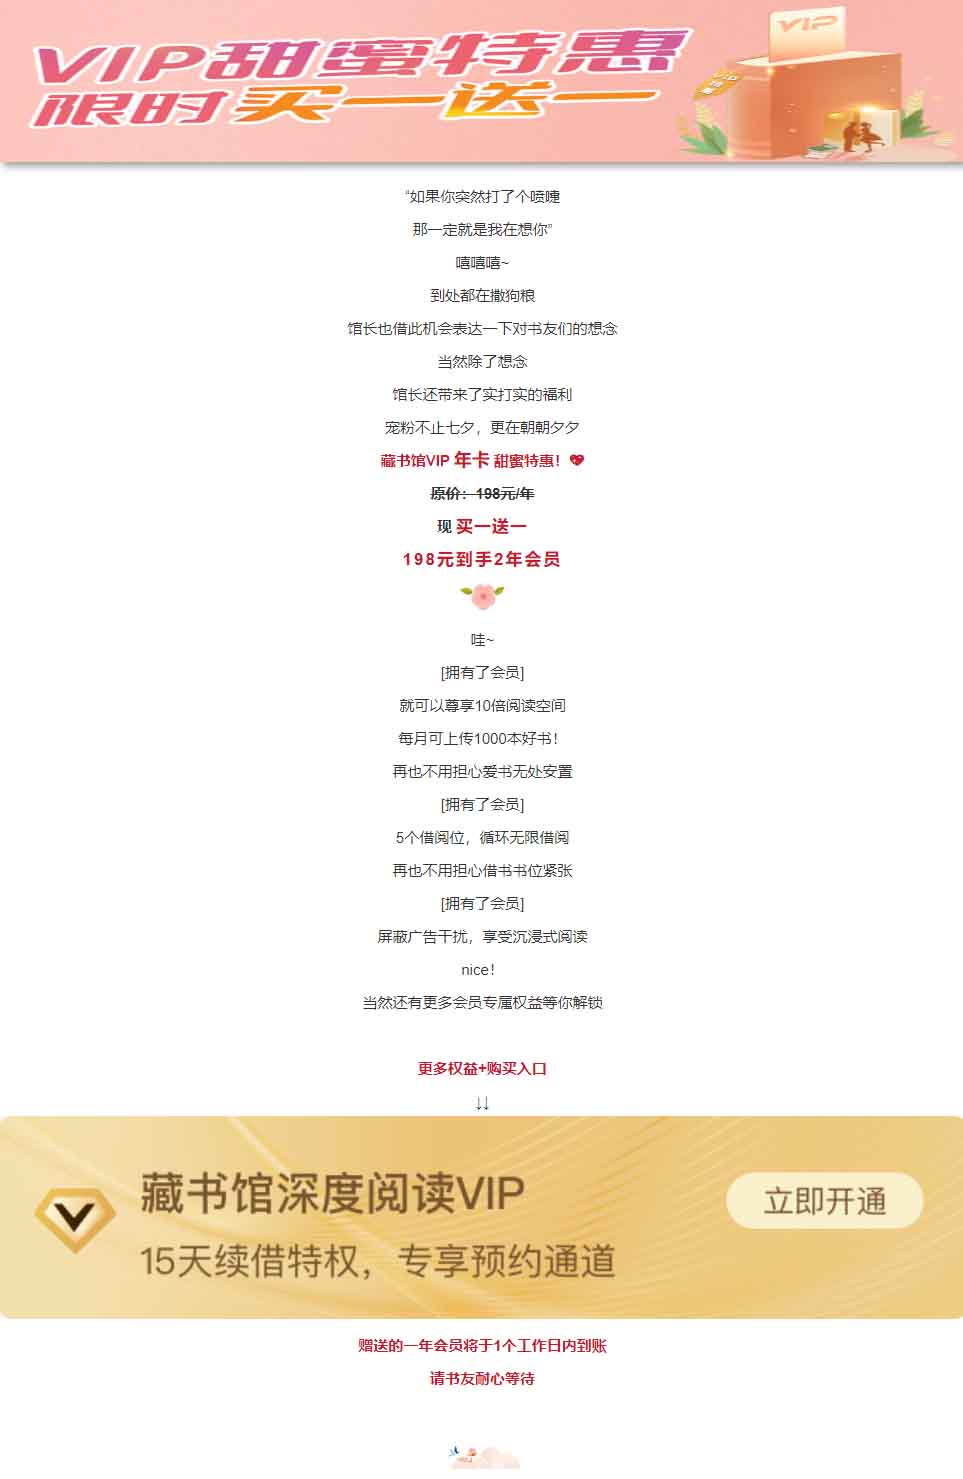 VIP甜蜜特惠
限时买一送一
VIP
“如果你突然打了个喷嚏
那一定就是我在想你”
嘻嘻嘻~
到处都在撒狗粮
馆长也借此机会表达一下对书友们的想念
当然除了想念
馆长还带来了实打实的福利
宠粉不止七夕，更在朝朝夕夕
藏书馆VIP 年卡 甜蜜特惠！
原价：198元/年
现 买一送一
198元到手2年会员
哇~
[拥有了会员]
就可以尊享10倍阅读空间
每月可上传1000本好书！
再也不用担心爱书无处安置
[拥有了会员]
5个借阅位，循环无限借阅
再也不用担心借书书位紧张
[拥有了会员]
屏蔽广告干扰，享受沉浸式阅读
nice！
当然还有更多会员专属权益等你解锁
更多权益+购买入口
↓↓
藏书馆深度阅读VIP
15天续借特权，专享预约通道
立即开通
赠送的一年会员将于1个工作日内到账
请书友耐心等待